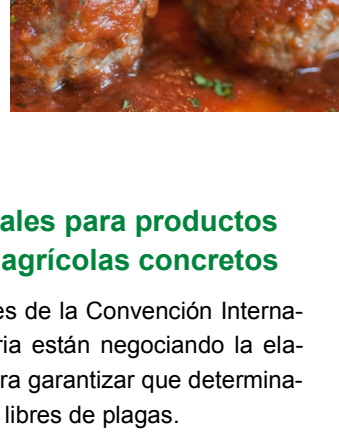 ales para productos
agrícolas concretos
es de la Convención Interna-
ria están negociando la ela-
ra garantizar que determina-
libres de plagas.